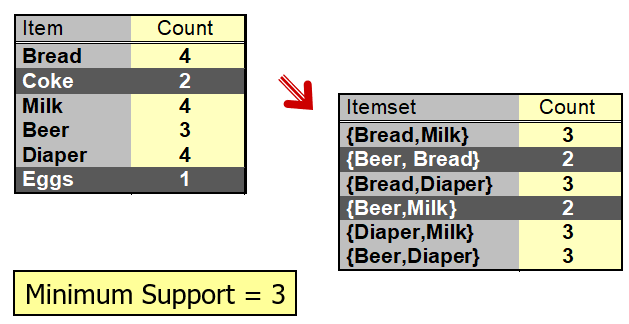 Item Count
Bread 4
Coke 2
Milk 4
Beer 3
Diaper 4
Eggs 1
Itemset Count
{Bread,Milk} 3
{Beer, Bread} 2
{Bread,Diaper} 3
{Beer,Milk} 2
{Diaper,Milk} 3
{Beer,Diaper} 3
Minimum Support = 3